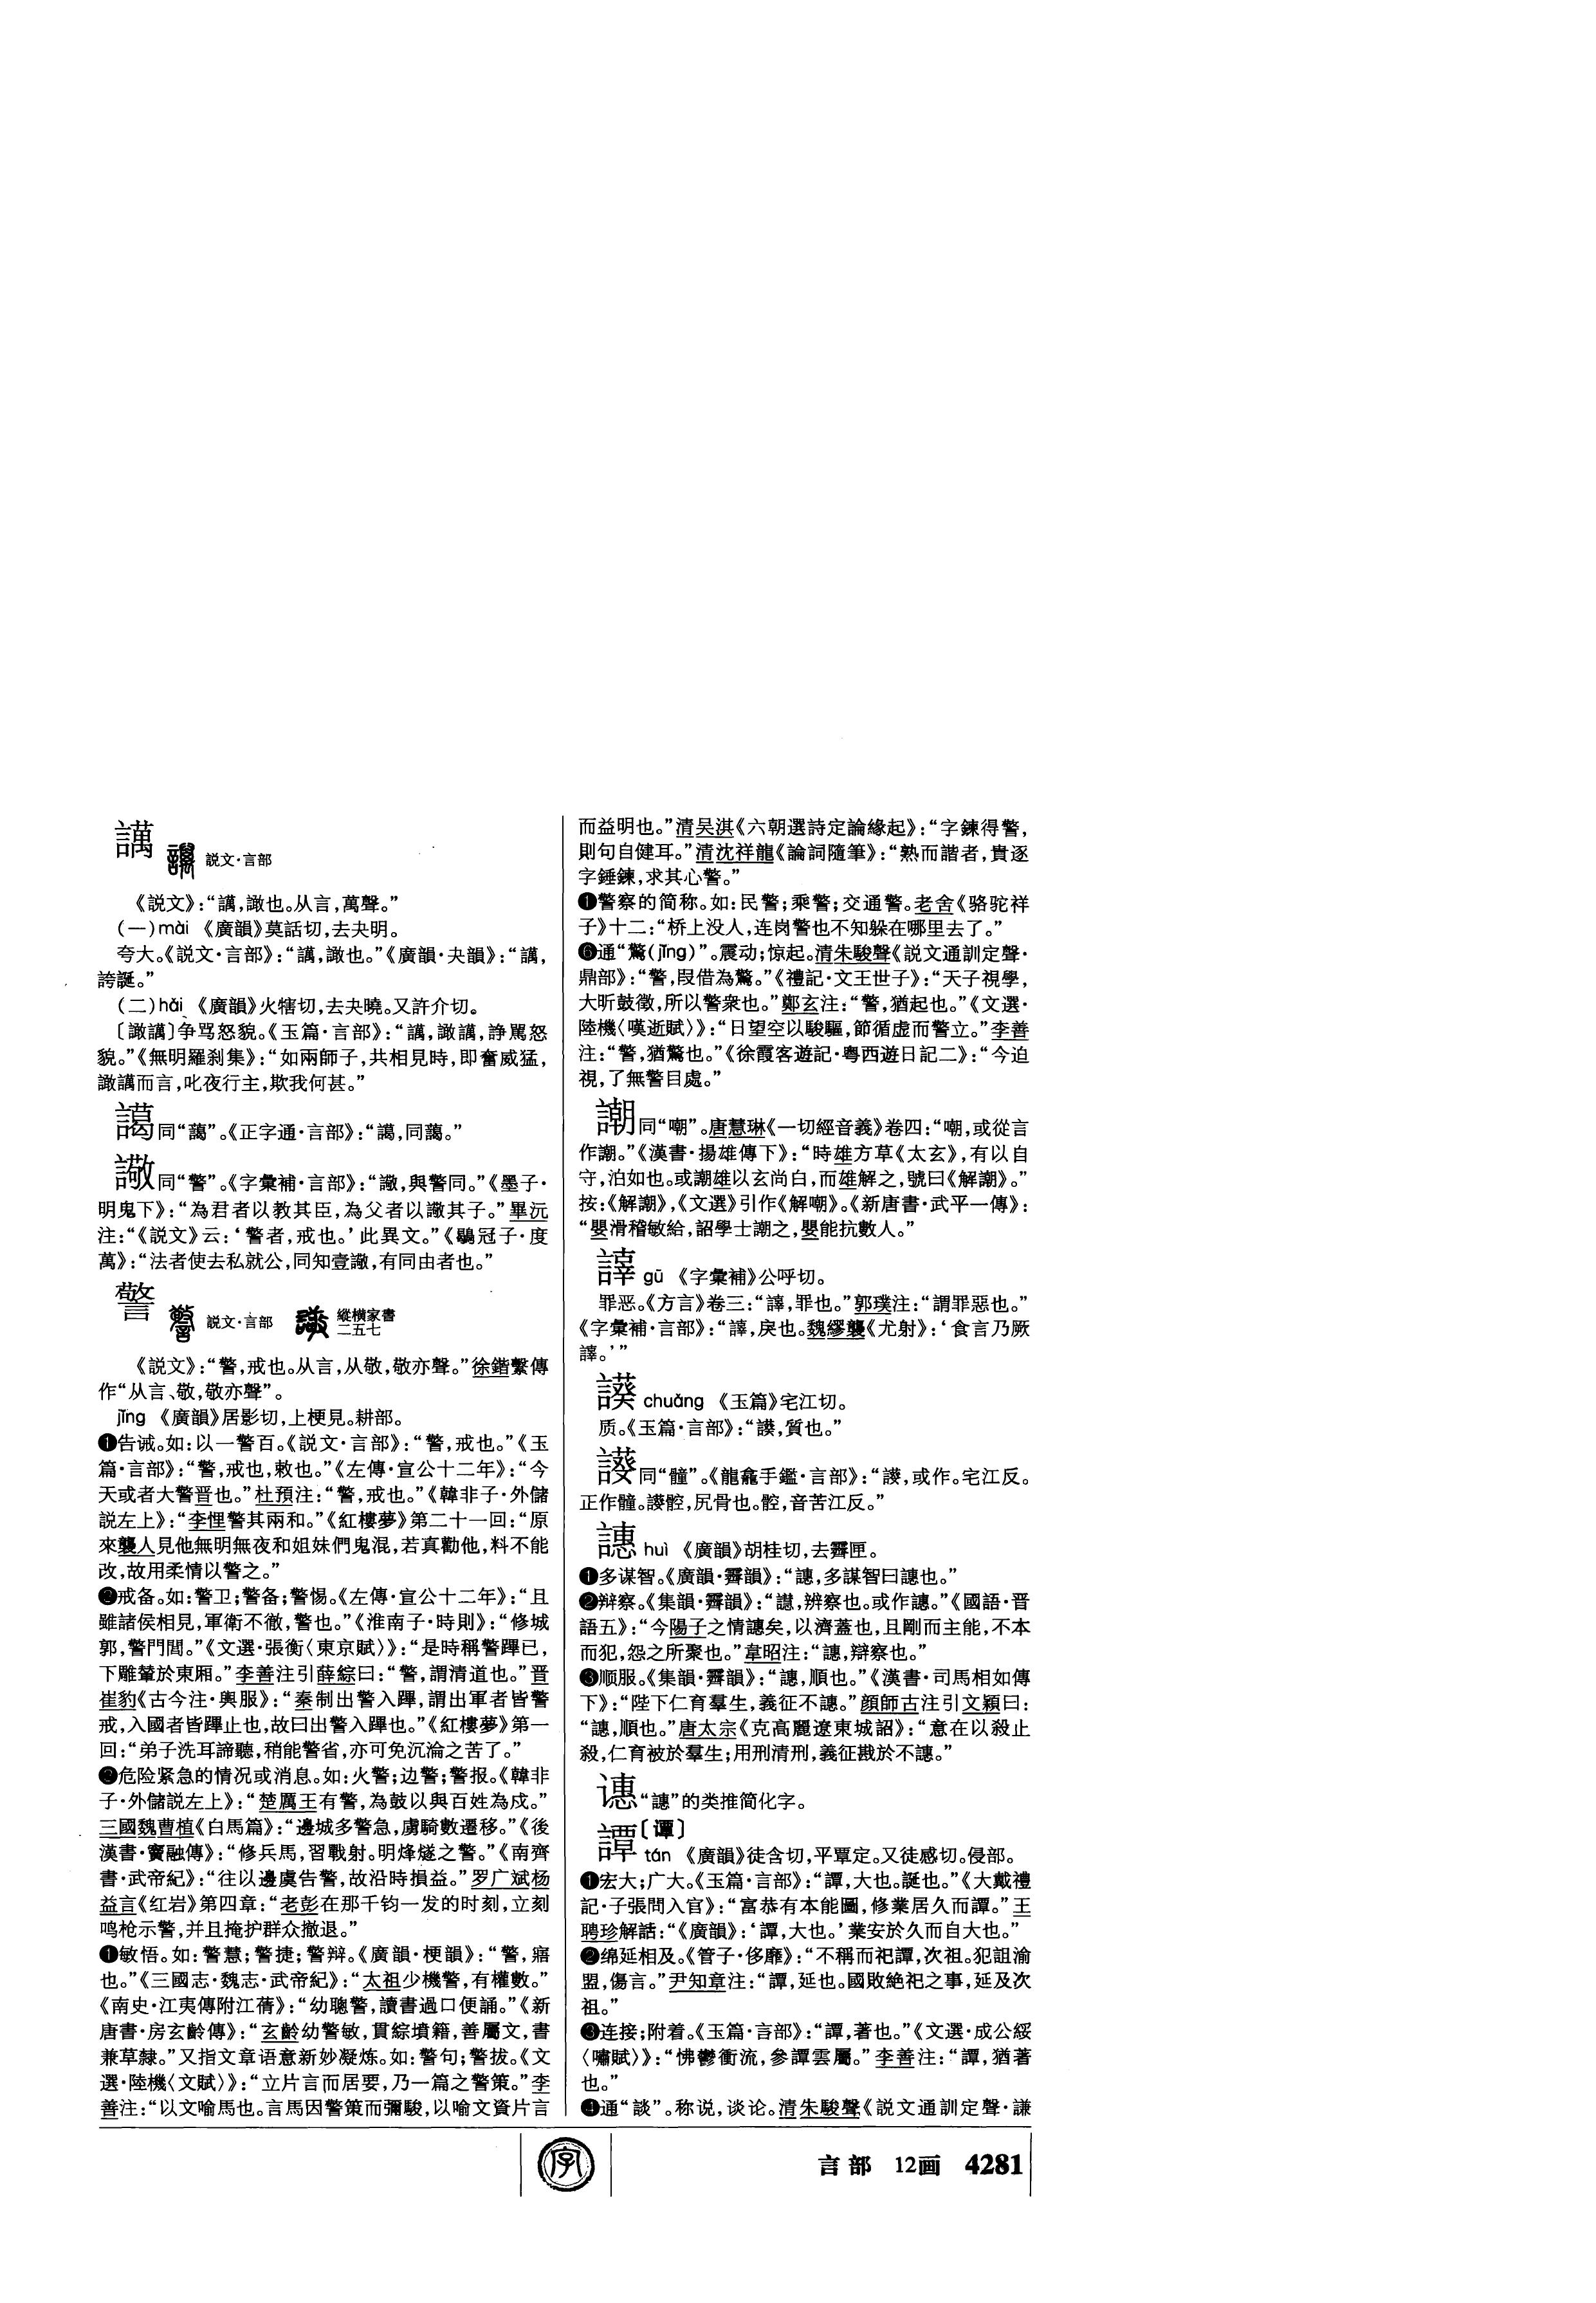 講 説文·言部
《説文》：“講，譀也。从言，萬聲。”
(一) mài 《廣韻》莫話切，去夬明。
夸大。《説文·言部》：“講，譀也。”《廣韻·夬韻》：“講，
誇誕。”
(二) hài 《廣韻》火犗切，去夬曉。又許介切。
〔譀講〕争骂怒貌。《玉篇·言部》：“講，譀講，諍罵怒
貌。”《無明羅刹集》：“如兩師子，共相見時，即奮威猛，
譀講而言，叱夜行主，欺我何甚。”
同“藹”。《正字通·言部》：“譪，同藹。”
同“警”。《字彙補·言部》：“譤，與警同。”《墨子·
明鬼下》：“為君者以教其臣，為父者以譤其子。”畢沅
注：“《説文》云：‘警者，戒也。’此異文。”《鶡冠子·度
萬》：“法者使去私就公，同知壹譤，有同由者也。”
警 説文·言部 縱横家書
二五七
《説文》：“警，戒也。从言，从敬，敬亦聲。”徐鍇繫傳
作“从言、敬，敬亦聲”。
jǐng 《廣韻》居影切，上梗見。耕部。
❶告诫。如：以一警百。《説文·言部》：“警，戒也。”《玉
篇·言部》：“警，戒也，敕也。”《左傳·宣公十二年》：“今
天或者大警晋也。”杜預注：“警，戒也。”《韓非子·外儲
説左上》：“李悝警其兩和。”《紅樓夢》第二十一回：“原
來襲人見他無明無夜和姐妹們鬼混，若真勸他，料不能
改，故用柔情以警之。”
❷戒备。如：警卫；警备；警惕。《左傳·宣公十二年》：“且
雖諸侯相見，軍衛不徹，警也。”《淮南子·時則》：“修城
郭，警門閭。”《文選·張衡〈東京賦〉》：“是時稱警蹕已，
下雕輦於東厢。”李善注引薛綜曰：“警，謂清道也。”晋
崔豹《古今注·輿服》：“秦制出警入蹕，謂出軍者皆警
戒，入國者皆蹕止也，故曰出警入蹕也。”《紅樓夢》第一
回：“弟子洗耳諦聽，稍能警省，亦可免沉淪之苦了。”
❸危险紧急的情况或消息。如：火警；边警；警报。《韓非
子·外儲説左上》：“楚厲王有警，為鼓以與百姓為戍。”
三國魏曹植《白馬篇》：“邊城多警急，虜騎數遷移。”《後
漢書·竇融傳》：“修兵馬，習戰射。明烽燧之警。”《南齊
書·武帝紀》：“往以邊虞告警，故沿時損益。”罗广斌杨
益言《红岩》第四章：“老彭在那千钧一发的时刻，立刻
鸣枪示警，并且掩护群众撤退。”
❶敏悟。如：警慧；警捷；警辩。《廣韻·梗韻》：“警，寤
也。”《三國志·魏志·武帝紀》：“太祖少機警，有權數。”
《南史·江夷傳附江蒨》：“幼聰警，讀書過口便誦。”《新
唐書·房玄齡傳》：“玄齡幼警敏，貫綜墳籍，善屬文，書
兼草隸。”又指文章语意新妙凝炼。如：警句；警拔。《文
選·陸機〈文賦〉》：“立片言而居要，乃一篇之警策。”李
善注：“以文喻馬也。言馬因警策而彌駿，以喻文資片言
而益明也。”清吴淇《六朝選詩定論緣起》：“字鍊得警，
則句自健耳。”清沈祥龍《論詞隨筆》：“熟而諧者，貴逐
字錘鍊，求其心警。”
❶警察的简称。如：民警；乘警；交通警。老舍《骆驼祥
子》十二：“桥上没人，连岗警也不知躲在哪里去了。”
❻通“驚(jīng)”。震动；惊起。清朱駿聲《説文通訓定聲·
鼎部》：“警，叚借為驚。”《禮記·文王世子》：“天子視學，
大昕鼓徵，所以警衆也。”鄭玄注：“警，猶起也。”《文選·
陸機〈嘆逝賦〉》：“日望空以駿驅，節循虚而警立。”李善
注：“警，猶驚也。”《徐霞客遊記·粤西遊日記二》：“今迫
視，了無警目處。”
謿同“嘲”。唐慧琳《一切經音義》卷四：“嘲，或從言
作謿。”《漢書·揚雄傳下》：“時雄方草《太玄》，有以自
守，泊如也。或謿雄以玄尚白，而雄解之，號曰《解謿》。”
按：《解謿》，《文選》引作《解嘲》。《新唐書·武平一傳》：
“嬰滑稽敏給，詔學士謿之，嬰能抗數人。”
gū 《字彙補》公呼切。
罪恶。《方言》卷三：“，罪也。”郭璞注：“謂罪惡也。”
《字彙補·言部》：“，戾也。魏繆襲《尤射》：‘食言乃厥
。’”
chuáng 《玉篇》宅江切。
质。《玉篇·言部》：“，質也。”
同“䚒”。《龍龕手鑑·言部》：“，或作。宅江反。
正作。腔，尻骨也。腔，音苦江反。”
譓 huì 《廣韻》胡桂切，去霽匣。
❶多谋智。《廣韻·霽韻》：“譓，多謀智曰譓也。”
❷辩察。《集韻·霽韻》：“譿，辨察也。或作譓。”《國語·晋
語五》：“今陽子之情譓矣，以濟蓋也，且剛而主能，不本
而犯，怨之所聚也。”韋昭注：“譓，辯察也。”
❸顺服。《集韻·霽韻》：“譓，順也。”《漢書·司馬相如傳
下》：“陛下仁育羣生，義征不譓。”顔師古注引文穎曰：
“譓，順也。”唐太宗《克高麗遼東城詔》：“意在以殺止
殺，仁育被於羣生；用刑清刑，義征戡於不譓。”
“譓”的类推简化字。
譚〔谭〕
tán 《廣韻》徒含切，平覃定。又徒感切。侵部。
❶宏大；广大。《玉篇·言部》：“譚，大也。誕也。”《大戴禮
記·子張問入官》：“富恭有本能圖，修業居久而譚。”王
聘珍解詁：“《廣韻》：‘譚，大也。’業安於久而自大也。”
❷绵延相及。《管子·侈靡》：“不稱而祀譚，次祖。犯詛渝
盟，傷言。”尹知章注：“譚，延也。國敗絶祀之事，延及次
祖。”
❸连接；附着。《玉篇·言部》：“譚，著也。”《文選·成公綏
〈嘯賦〉》：“怫鬱衝流，參譚雲屬。”李善注：“譚，猶著
也。”
❹通“談”。称说，谈论。清朱駿聲《説文通訓定聲·謙
字
言部 12画 4281